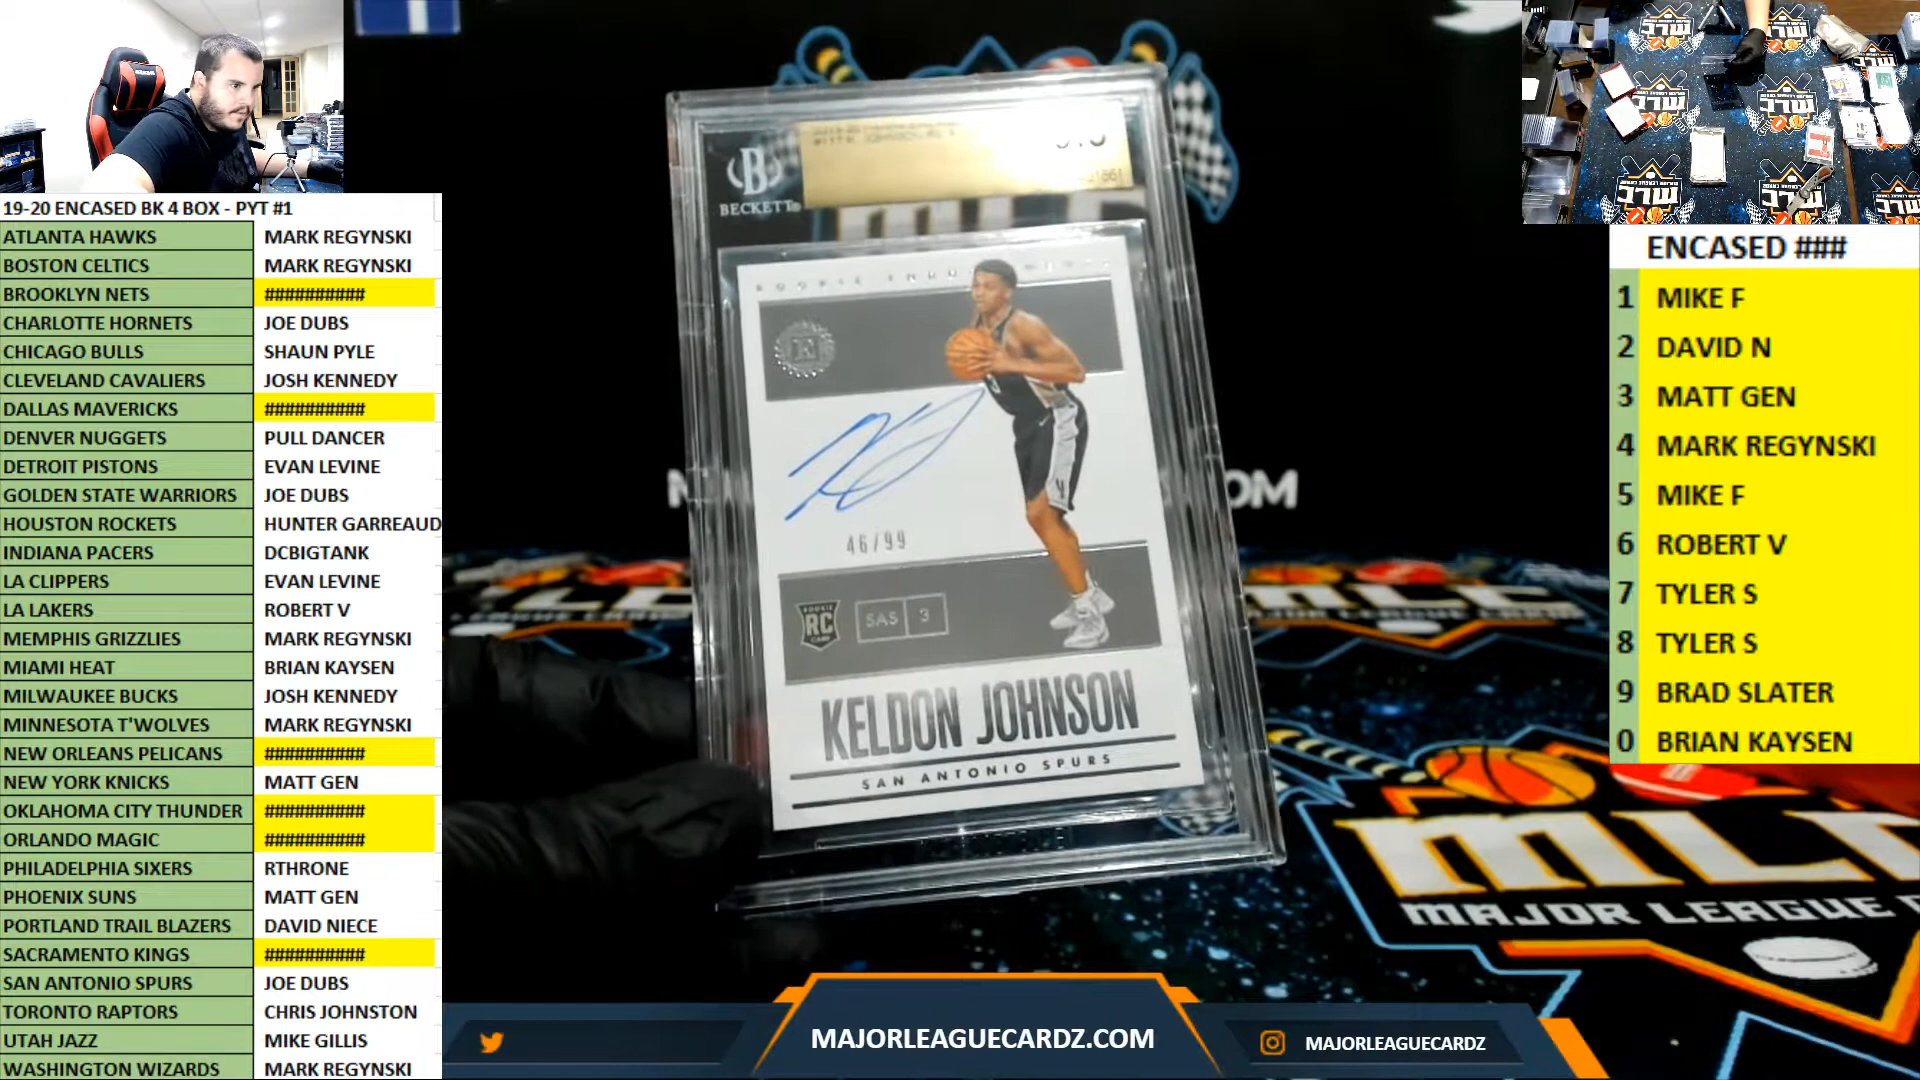 19-20 ENCASED BK 4 BOX - PYT #1
ATLANTA HAWKS MARK REGYNSKI
BOSTON CELTICS MARK REGYNSKI
BROOKLYN NETS ##########
CHARLOTTE HORNETS JOE DUBS
CHICAGO BULLS SHAUN PYLE
CLEVELAND CAVALIERS JOSH KENNEDY
DALLAS MAVERICKS ##########
DENVER NUGGETS PULL DANCER
DETROIT PISTONS EVAN LEVINE
GOLDEN STATE WARRIORS JOE DUBS
HOUSTON ROCKETS HUNTER GARREAUD
INDIANA PACERS DCBIGTANK
LA CLIPPERS EVAN LEVINE
LA LAKERS ROBERT V
MEMPHIS GRIZZLIES MARK REGYNSKI
MIAMI HEAT BRIAN KAYSEN
MILWAUKEE BUCKS JOSH KENNEDY
MINNESOTA T'WOLVES MARK REGYNSKI
NEW ORLEANS PELICANS ##########
NEW YORK KNICKS MATT GEN
OKLAHOMA CITY THUNDER ##########
ORLANDO MAGIC ##########
PHILADELPHIA SIXERS RTHRONE
PHOENIX SUNS MATT GEN
PORTLAND TRAIL BLAZERS DAVID NIECE
SACRAMENTO KINGS ##########
SAN ANTONIO SPURS JOE DUBS
TORONTO RAPTORS CHRIS JOHNSTON
UTAH JAZZ MIKE GILLIS
WASHINGTON WIZARDS MARK REGYNSKI
B
BECKETT
E
46/99
ROOKIE
RC
CARD
SAS 3
KELDON JOHNSON
SAN ANTONIO SPURS
MLC
MAJOR LEAGUE
MAJORLEAGUECARDZ.COM
MAJORLEAGUECARDZ
ENCASED ###
1 MIKE F
2 DAVID N
3 MATT GEN
4 MARK REGYNSKI
5 MIKE F
6 ROBERT V
7 TYLER S
8 TYLER S
9 BRAD SLATER
0 BRIAN KAYSEN